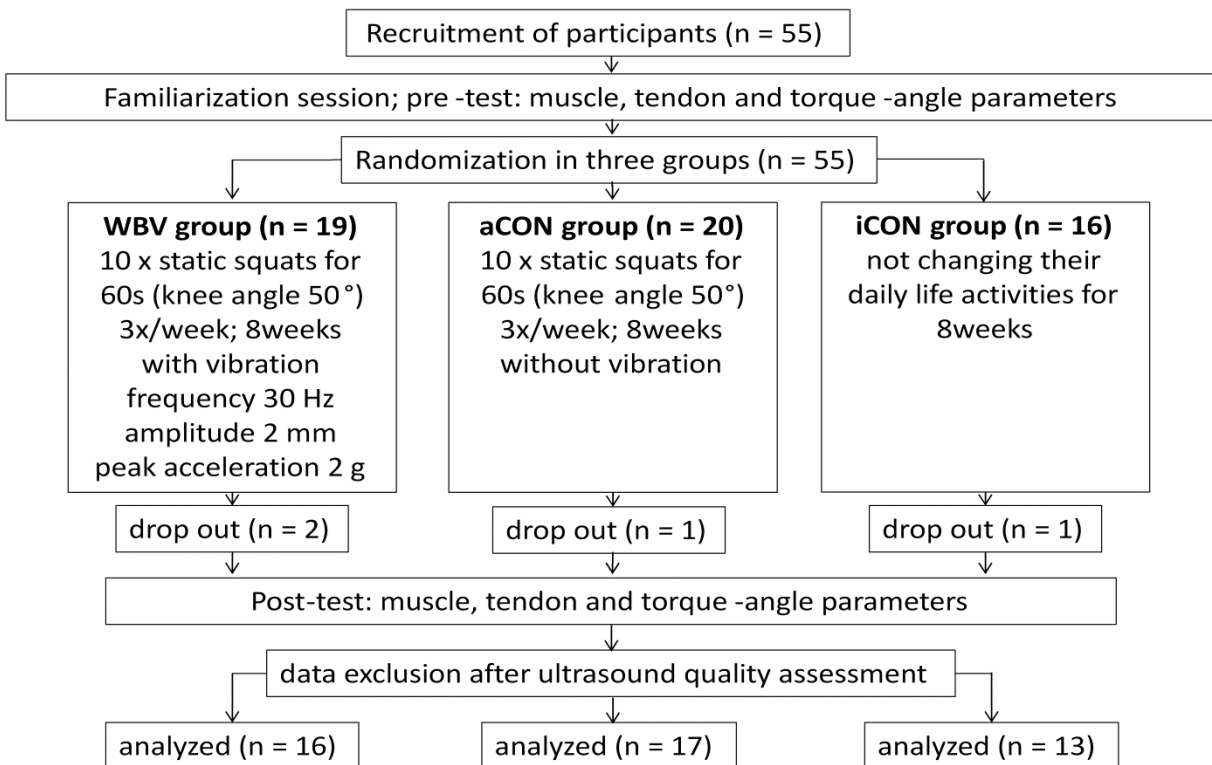 Recruitment of participants (n = 55)
Familiarization session; pre -test: muscle, tendon and torque -angle parameters
Randomization in three groups (n = 55)
WBV group (n = 19)
10 x static squats for
60s (knee angle 50°)
3x/week; 8weeks
with vibration
frequency 30 Hz
amplitude 2 mm
peak acceleration 2 g
aCON group (n = 20)
10 x static squats for
60s (knee angle 50°)
3x/week; 8weeks
without vibration
iCON group (n = 16)
not changing their
daily life activities for
8weeks
drop out (n = 2)
drop out (n = 1)
drop out (n = 1)
Post-test: muscle, tendon and torque -angle parameters
data exclusion after ultrasound quality assessment
analyzed (n = 16)
analyzed (n = 17)
analyzed (n = 13)